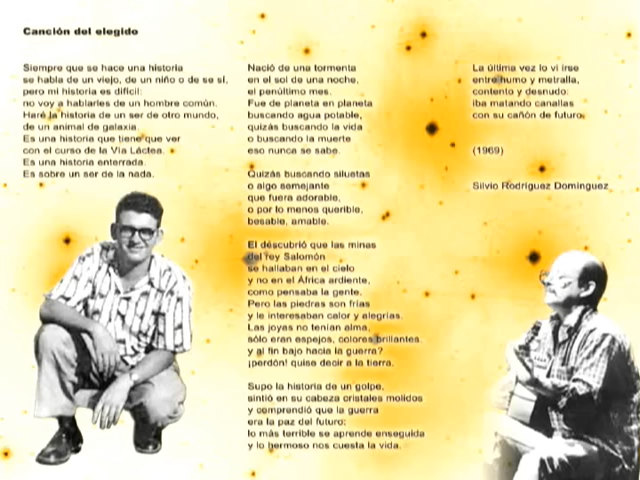 Canción del elegido
Siempre que se hace una historia
se habla de un viejo, de un niño o de se sí,
pero mi historia es difícil:
no voy a hablarles de un hombre común.
Haré la historia de un ser de otro mundo,
de un animal de galaxia.
Es una historia que tiene que ver
con el curso de la Vía Láctea.
Es una historia enterrada.
Es sobre un ser de la nada.
Nació de una tormenta
en el sol de una noche,
el penúltimo mes.
Fue de planeta en planeta
buscando agua potable,
quizás buscando la vida
o buscando la muerte
eso nunca se sabe.
Quizás buscando siluetas
o algo semejante
que fuera adorable,
o por lo menos querible,
besable, amable.
El descubrió que las minas
del rey Salomón
se hallaban en el cielo
y no en el África ardiente,
como pensaba la gente.
Pero las piedras son frías
y le interesaban calor y alegrías.
Las joyas no tenían alma,
sólo eran espejos, colores brillantes.
y al fin bajo hacia la guerra?
¡perdón! quise decir a la tierra.
Supo la historia de un golpe,
sintió en su cabeza cristales molidos
y comprendió que la guerra
era la paz del futuro:
lo más terrible se aprende enseguida
y lo hermoso nos cuesta la vida.
La última vez lo vi irse
entre humo y metralla,
contento y desnudo:
iba matando canallas
con su cañón de futuro.
(1969)
Silvio Rodríguez Domínguez